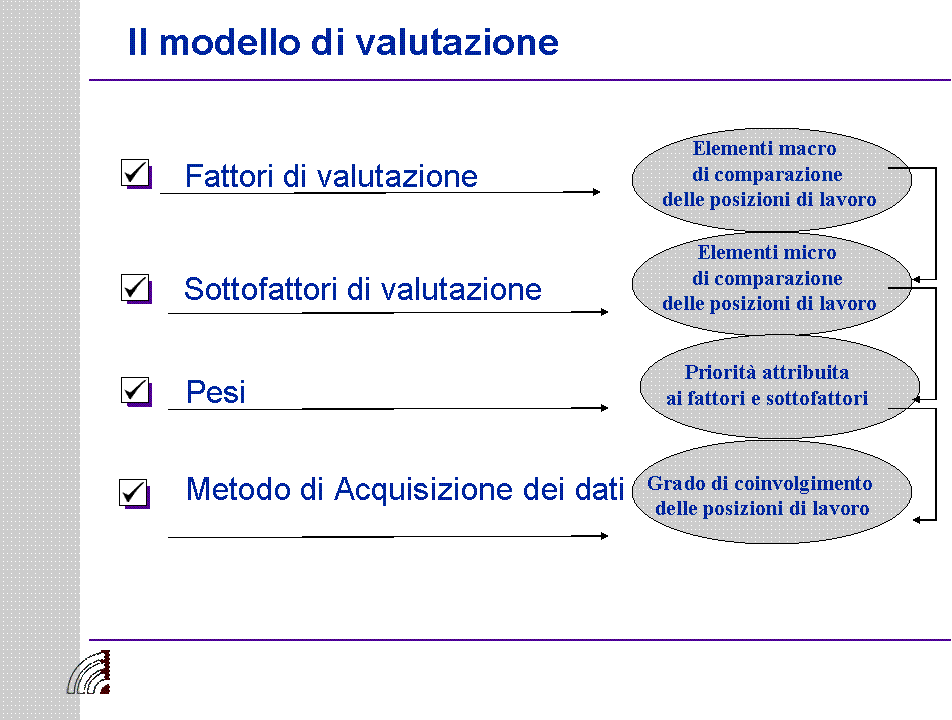 Il modello di valutazione
Fattori di valutazione
Elementi macro
di comparazione
delle posizioni di lavoro
Sottofattori di valutazione
Elementi micro
di comparazione
delle posizioni di lavoro
Pesi
Priorità attribuita
ai fattori e sottofattori
Metodo di Acquisizione dei dati
Grado di coinvolgimento
delle posizioni di lavoro